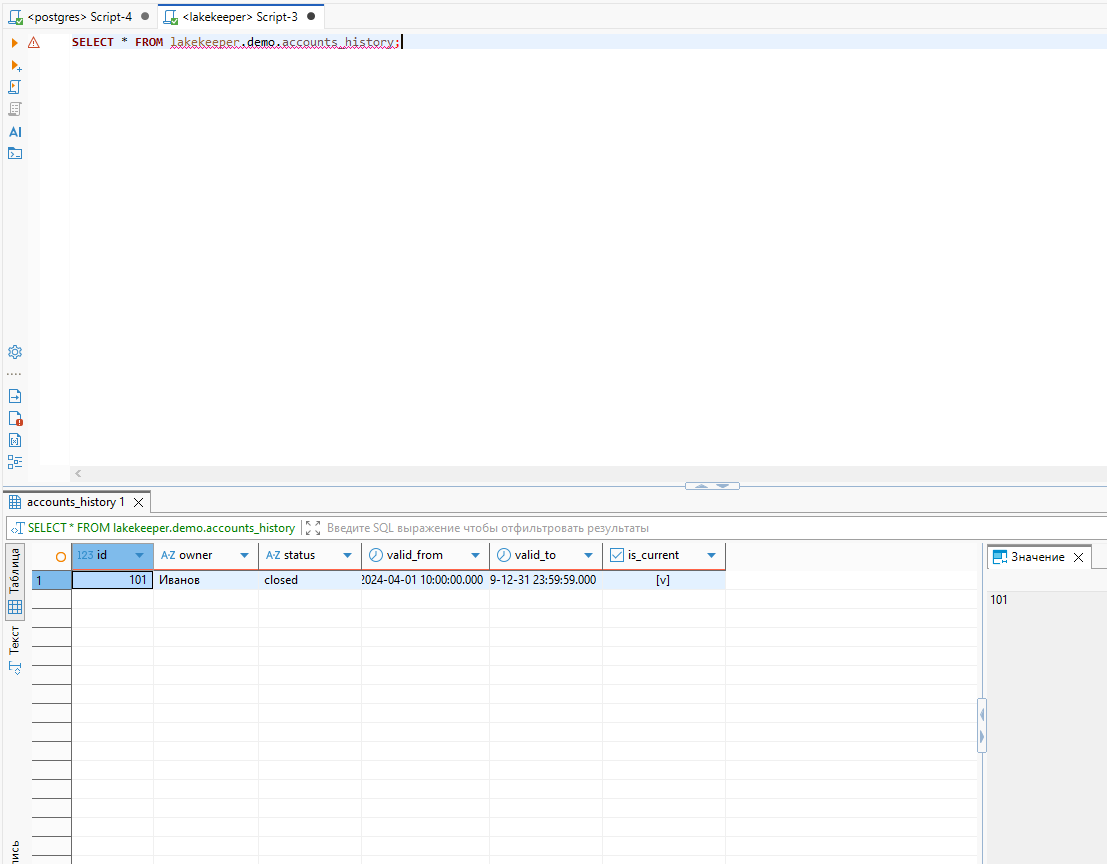 <postgres> Script-4
<lakekeeper> Script-3
SELECT * FROM lakekeeper.demo.accounts_history;
AI
accounts_history 1
SELECT * FROM lakekeeper.demo.accounts_history
Введите SQL выражение чтобы отфильтровать результаты
Таблица
Текст
123 id
A-Z owner
A-Z status
valid_from
valid_to
is_current
1
101
Иванов
closed
2024-04-01 10:00:00.000
9-12-31 23:59:59.000
[v]
Значение
101